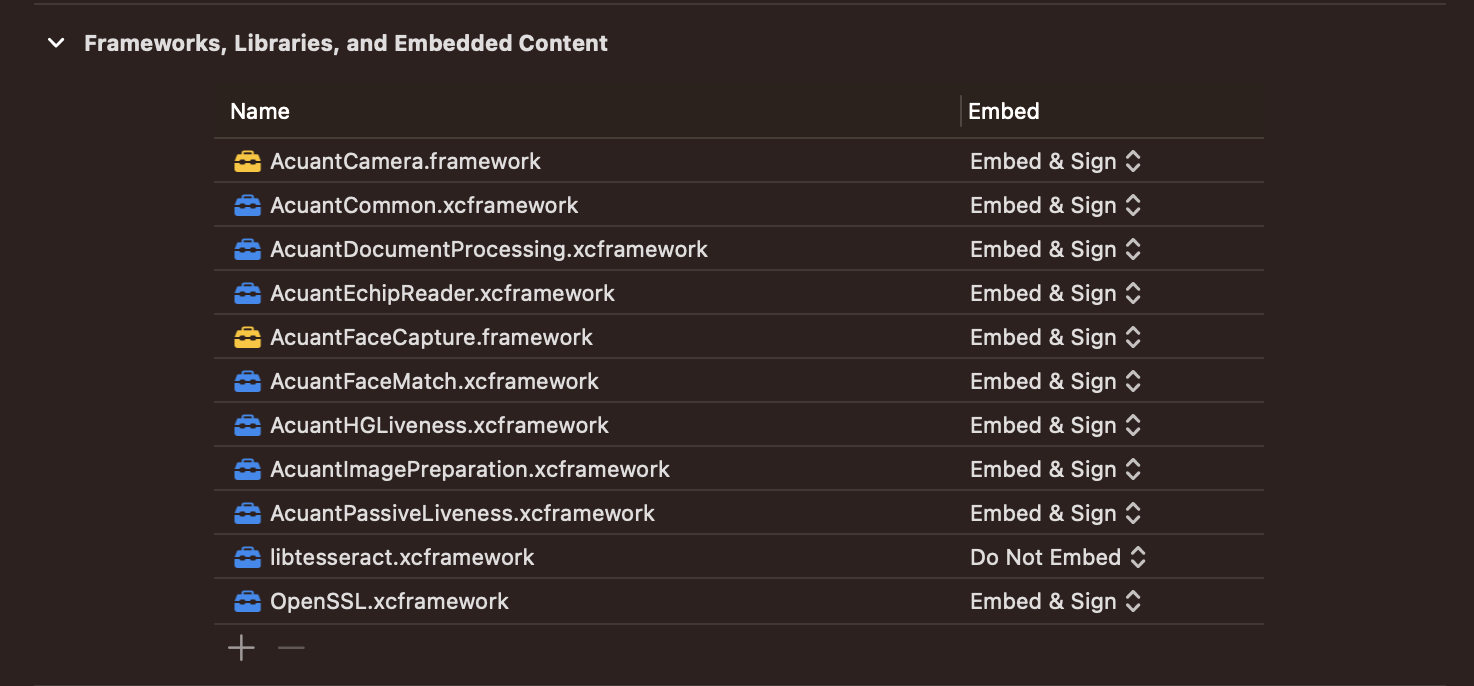 Frameworks, Libraries, and Embedded Content
Name Embed
AcuantCamera.framework Embed & Sign
AcuantCommon.xcframework Embed & Sign
AcuantDocumentProcessing.xcframework Embed & Sign
AcuantEchipReader.xcframework Embed & Sign
AcuantFaceCapture.framework Embed & Sign
AcuantFaceMatch.xcframework Embed & Sign
AcuantHGLiveness.xcframework Embed & Sign
AcuantImagePreparation.xcframework Embed & Sign
AcuantPassiveLiveness.xcframework Embed & Sign
libtesseract.xcframework Do Not Embed
OpenSSL.xcframework Embed & Sign